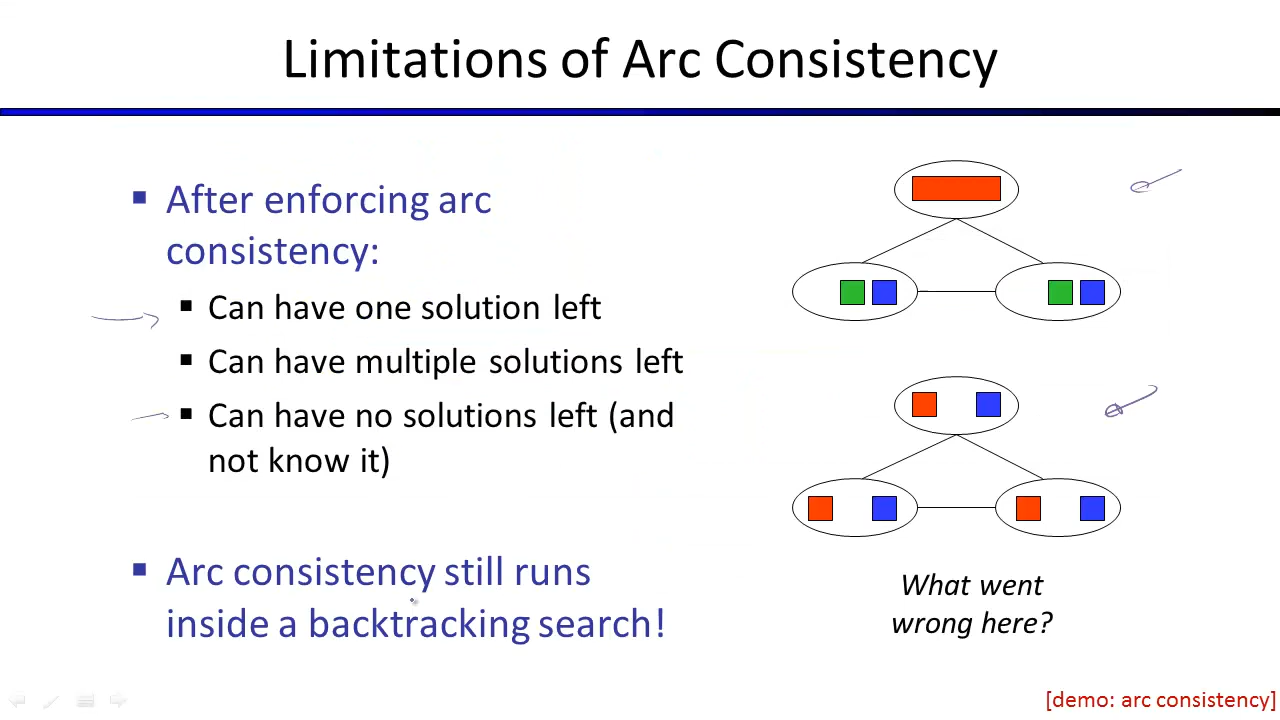 Limitations of Arc Consistency
After enforcing arc
consistency:
Can have one solution left
Can have multiple solutions left
Can have no solutions left (and
not know it)
Arc consistency still runs
inside a backtracking search!
What went
wrong here?
[demo: arc consistency]